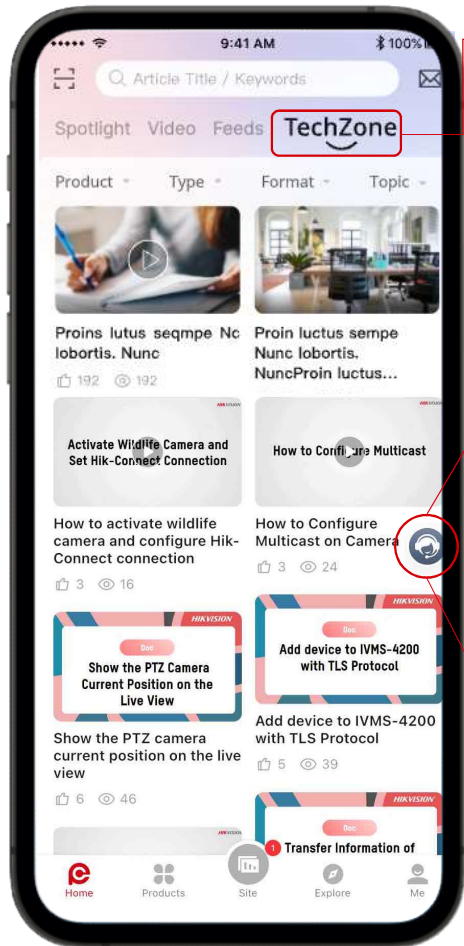 9:41 AM
100%
Article Title / Keywords
Spotlight Video Feeds TechZone
Product Type Format Topic
Proins lutus seqmpe Nc
lobortis. Nunc
192 192
Proin luctus sempe
Nunc lobortis.
NuncProin luctus...
HIKVISION
Activate Wildlife Camera and
Set Hik-Connect Connection
How to activate wildlife
camera and configure Hik-
Connect connection
3 16
HIKVISION
How to Configure Multicast
How to Configure
Multicast on Camera
3 24
HIKVISION
Doc
Show the PTZ Camera
Current Position on the
Live View
Show the PTZ camera
current position on the live
view
6 46
HIKVISION
Doc
Add device to IVMS-4200
with TLS Protocol
Add device to IVMS-4200
with TLS Protocol
5 39
HIKVISION
HIKVISION
Doc
Transfer Information of
1
Home Products Site Explore Me